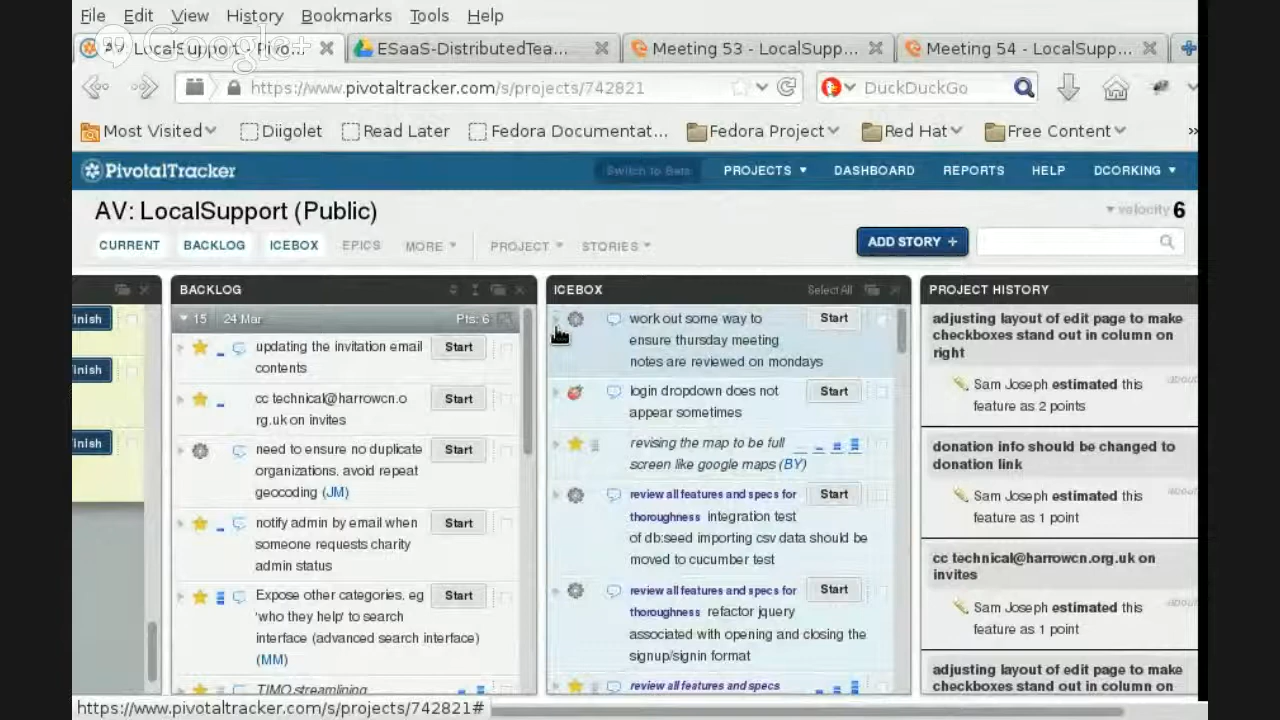 File Edit View History Bookmarks Tools Help
Google+
AV: LocalSupport - Pivo... ESaaS-DistributedTea... Meeting 53 - LocalSupp... Meeting 54 - LocalSupp...
https://www.pivotaltracker.com/s/projects/742821 DuckDuckGo
Most Visited Diigolet Read Later Fedora Documentat... Fedora Project Red Hat Free Content »
PivotalTracker Switch to Beta PROJECTS DASHBOARD REPORTS HELP DCORKING
AV: LocalSupport (Public) velocity 6
CURRENT BACKLOG ICEBOX EPICS MORE PROJECT STORIES ADD STORY +
inish
inish
BACKLOG
15 24 Mar Pts: 6
updating the invitation email Start
contents
cc technical@harrowcn.o Start
rg.uk on invites
need to ensure no duplicate Start
organizations. avoid repeat
geocoding (JM)
notify admin by email when Start
someone requests charity
admin status
Expose other categories, eg Start
'who they help' to search
interface (advanced search interface)
(MM)
TIMO streamlining
ICEBOX Select All
work out some way to Start
ensure thursday meeting
notes are reviewed on mondays
login dropdown does not Start
appear sometimes
revising the map to be full
screen like google maps (BY)
review all features and specs for Start
thoroughness integration test
of db:seed importing csv data should be
moved to cucumber test
review all features and specs for Start
thoroughness refactor jquery
associated with opening and closing the
signup/signin format
review all features and specs
PROJECT HISTORY
adjusting layout of edit page to make
checkboxes stand out in column on
right
Sam Joseph estimated this about
feature as 2 points
donation info should be changed to
donation link
Sam Joseph estimated this about
feature as 1 point
cc technical@harrowcn.org.uk on
invites
Sam Joseph estimated this about
feature as 1 point
adjusting layout of edit page to make
checkboxes stand out in column on
https://www.pivotaltracker.com/s/projects/742821#